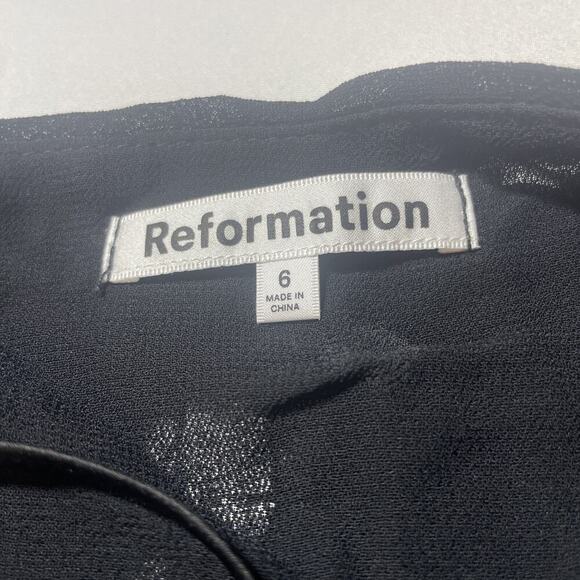 Reformation
6
MADE IN
CHINA